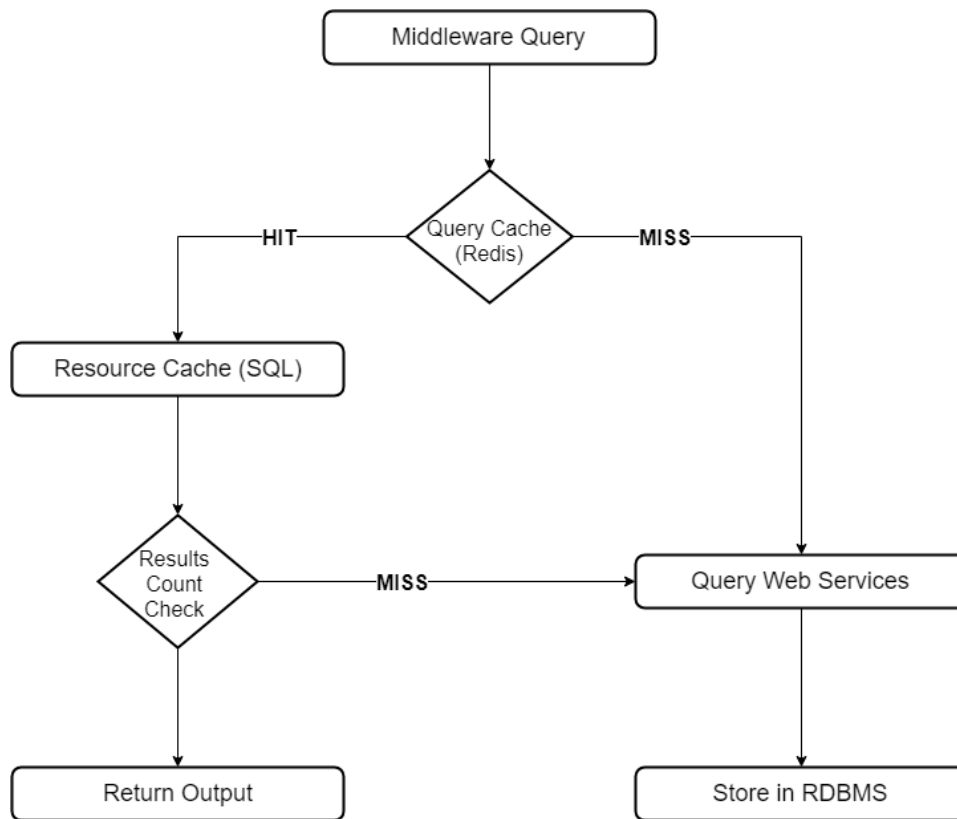 Middleware Query
Query Cache
(Redis)
HIT
MISS
Resource Cache (SQL)
Results
Count
Check
MISS
Query Web Services
Return Output
Store in RDBMS